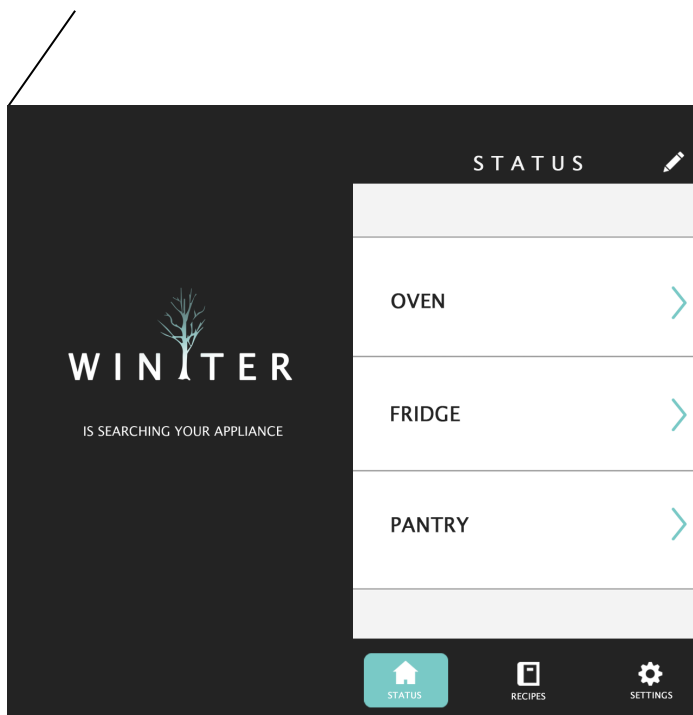 WINTER
IS SEARCHING YOUR APPLIANCE
STATUS
OVEN
FRIDGE
PANTRY
STATUS
RECIPES
SETTINGS